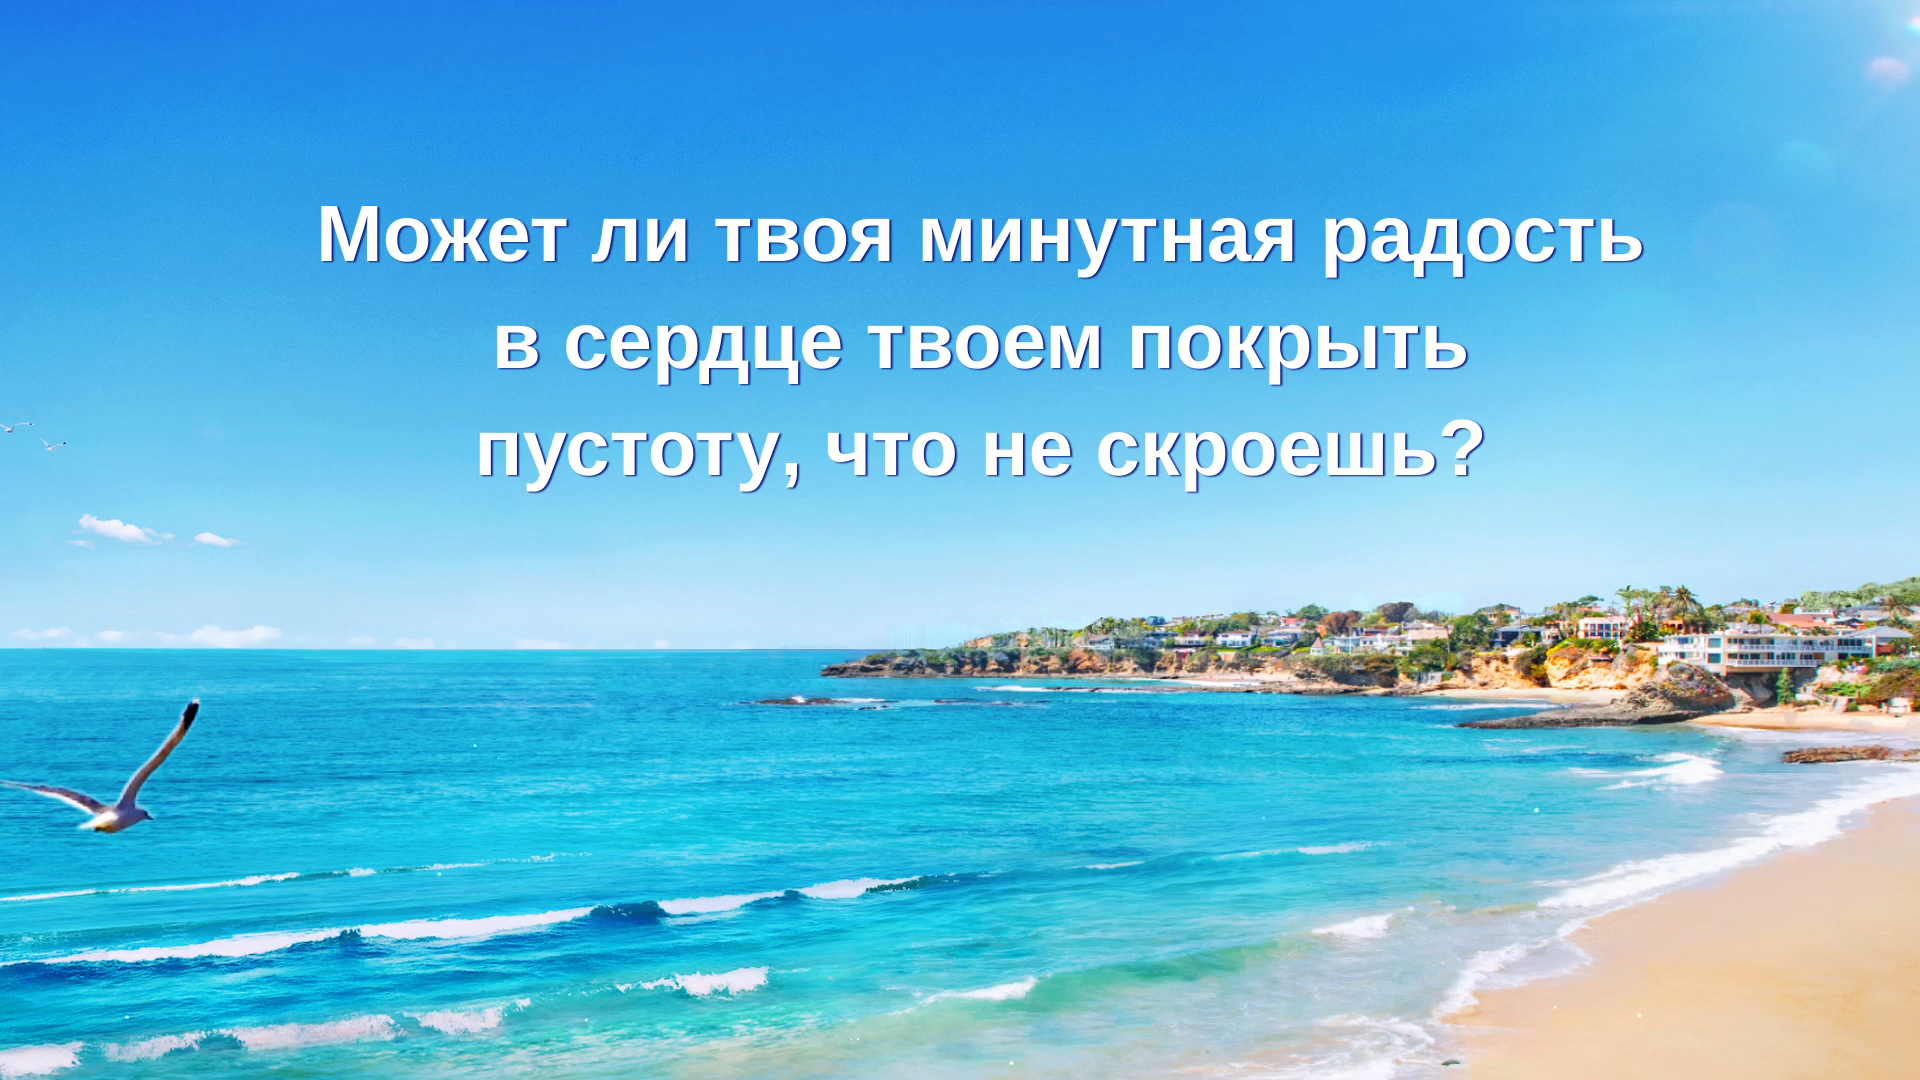 Может ли твоя минутная радость
в сердце твоем покрыть
пустоту, что не скроешь?